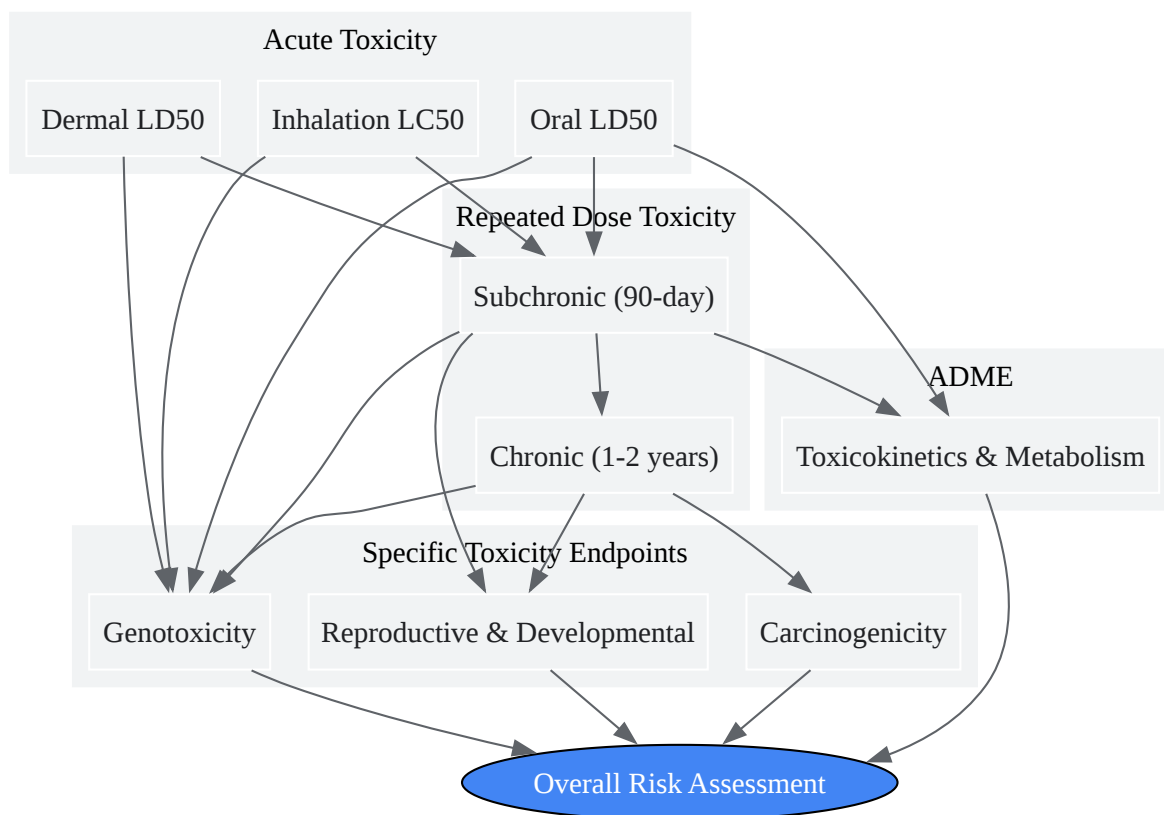 Acute Toxicity
Dermal LD50
Inhalation LC50
Oral LD50
Repeated Dose Toxicity
Subchronic (90-day)
ADME
Chronic (1-2 years)
Toxicokinetics & Metabolism
Specific Toxicity Endpoints
Genotoxicity
Reproductive & Developmental
Carcinogenicity
Overall Risk Assessment